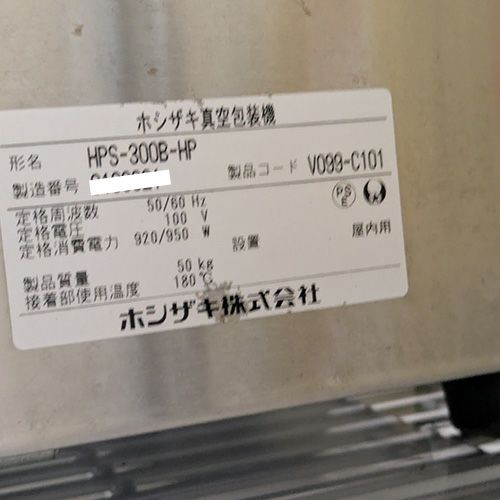 ホシザキ真空包装機
形名 HPS-300B-HP
製造番号 製品コード V099-C101
定格周波数 50/60 Hz
定格電圧 100 V
定格消費電力 920/950 W
PSE
設置 屋内用
製品質量 50 kg
接着部使用温度 180℃
ホシザキ株式会社